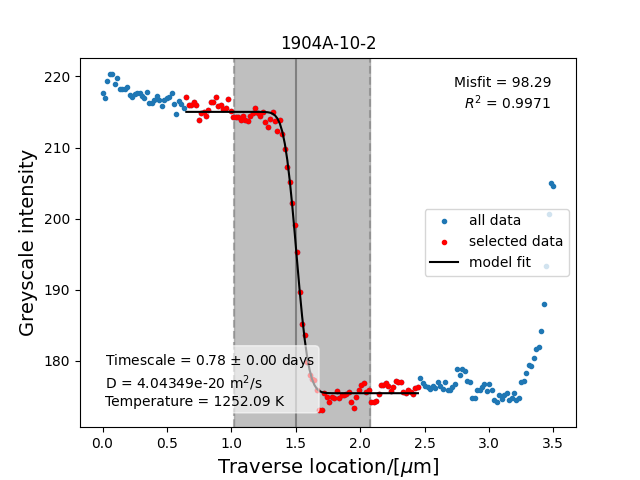 1904A-10-2
Misfit = 98.29
R² = 0.9971
Greyscale intensity
220
210
200
190
180
all data
selected data
model fit
Timescale = 0.78 ± 0.00 days
D = 4.04349e-20 m²/s
Temperature = 1252.09 K
0.0 0.5 1.0 1.5 2.0 2.5 3.0 3.5
Traverse location/[μm]